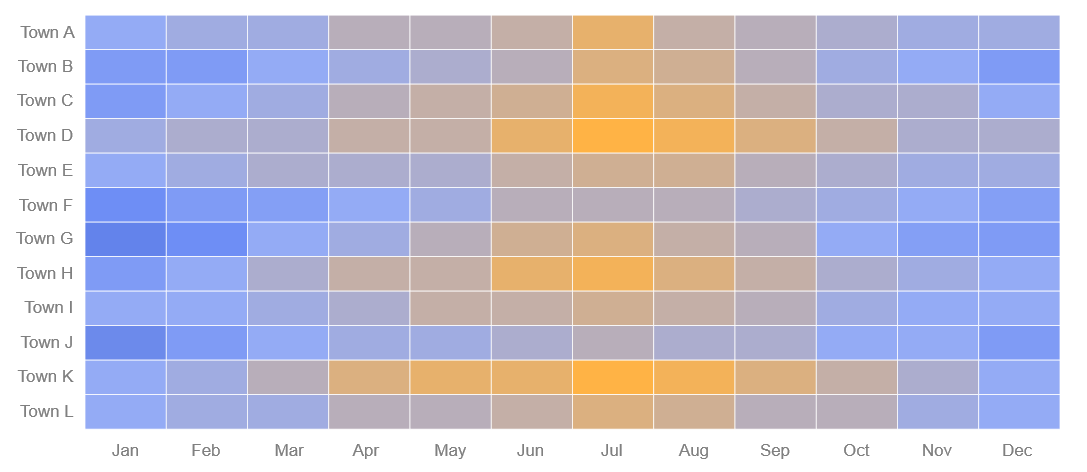 Town A
Town B
Town C
Town D
Town E
Town F
Town G
Town H
Town I
Town J
Town K
Town L
Jan Feb Mar Apr May Jun Jul Aug Sep Oct Nov Dec